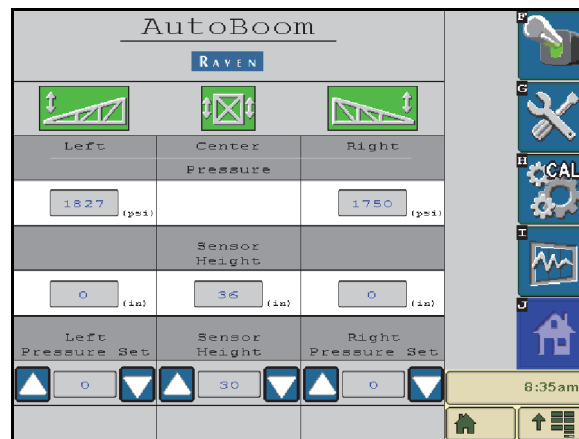 AutoBoom
RAVEN
Left Center Right
Pressure
1827 (psi) 1750 (psi)
Sensor
Height
0 (in) 36 (in) 0 (in)
Left Sensor Right
Pressure Set Height Pressure Set
0 30 0
F
G
H
CAL
I
J
8:35am